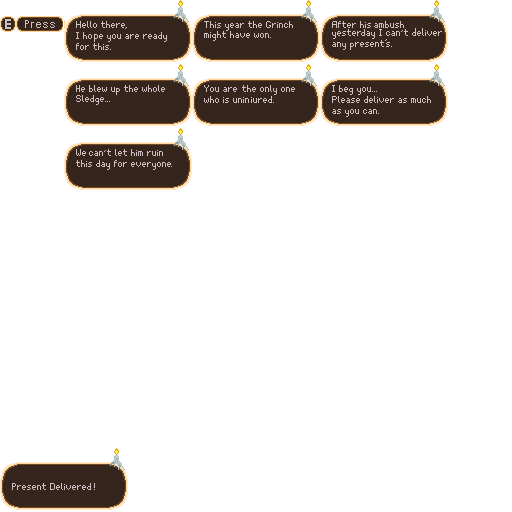 E Press
Hello there,
I hope you are ready
for this.
This year the Grinch
might have won.
After his ambush
yesterday I can't deliver
any present's.
He blew up the whole
Sledge...
You are the only one
who is uniniured.
I beg you...
Please deliver as much
as you can.
We can't let him ruin
this day for everyone.
Present Delivered!